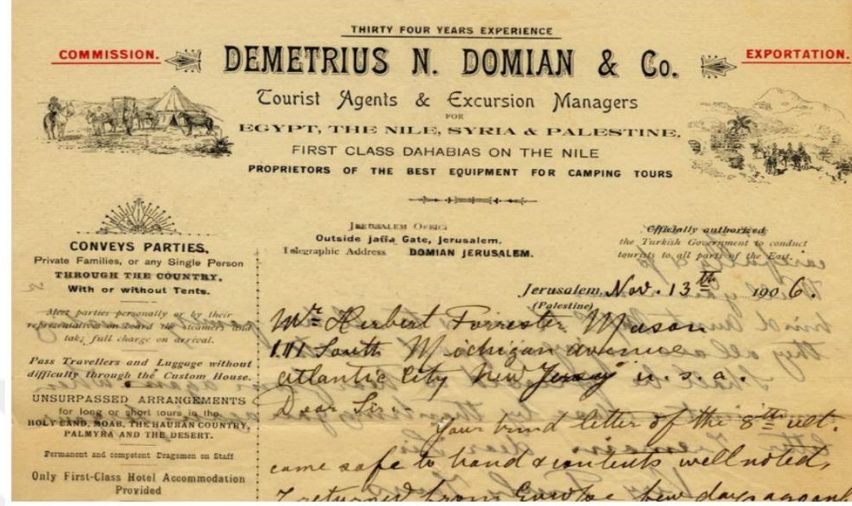 THIRTY FOUR YEARS EXPERIENCE
COMMISSION.
DEMETRIUS N. DOMIAN & Co.
EXPORTATION.
Tourist Agents & Excursion Managers
FOR
EGYPT, THE NILE, SYRIA & PALESTINE,
FIRST CLASS DAHABIAS ON THE NILE
PROPRIETORS OF THE BEST EQUIPMENT FOR CAMPING TOURS
JERUSALEM OFFICE
Outside Jaffa Gate, Jerusalem.
Telegraphic Address DOMIAN JERUSALEM.
Officially authorized
the Turkish Government to conduct
tourists to all parts of the East.
CONVEYS PARTIES,
Private Families, or any Single Person
THROUGH THE COUNTRY,
With or without Tents.
Meet parties personally or by their
representative on board the steamer and
take full charge on arrival.
Pass Travellers and Luggage without
difficulty through the Custom House.
UNSURPASSED ARRANGEMENTS
for long or short tours in the
HOLY LAND, MOAB, THE HAURAN COUNTRY,
PALMYRA AND THE DESERT.
Permanent and competent Dragomen on Staff
Only First-Class Hotel Accommodation
Provided
Jerusalem, Nov. 13th 1906.
(Palestine)
Mr Herbert Forrester Mason
South Michigan avenue
Atlantic City New Jersey U.S.A.
Dear Sir:
Your kind letter of the 8th ult.
came safe to hand & contents well noted,
I returned from Europe few days ago